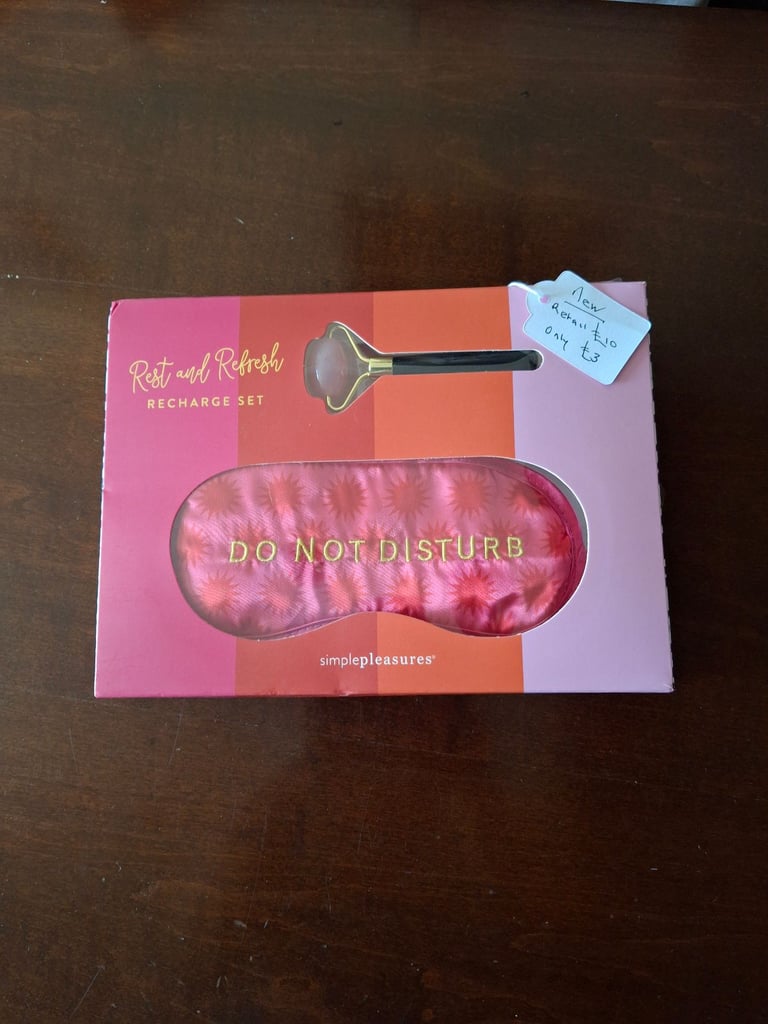 Rest and Refresh
RECHARGE SET
New
Retail £10
Only £3
DO NOT DISTURB
simplepleasures®